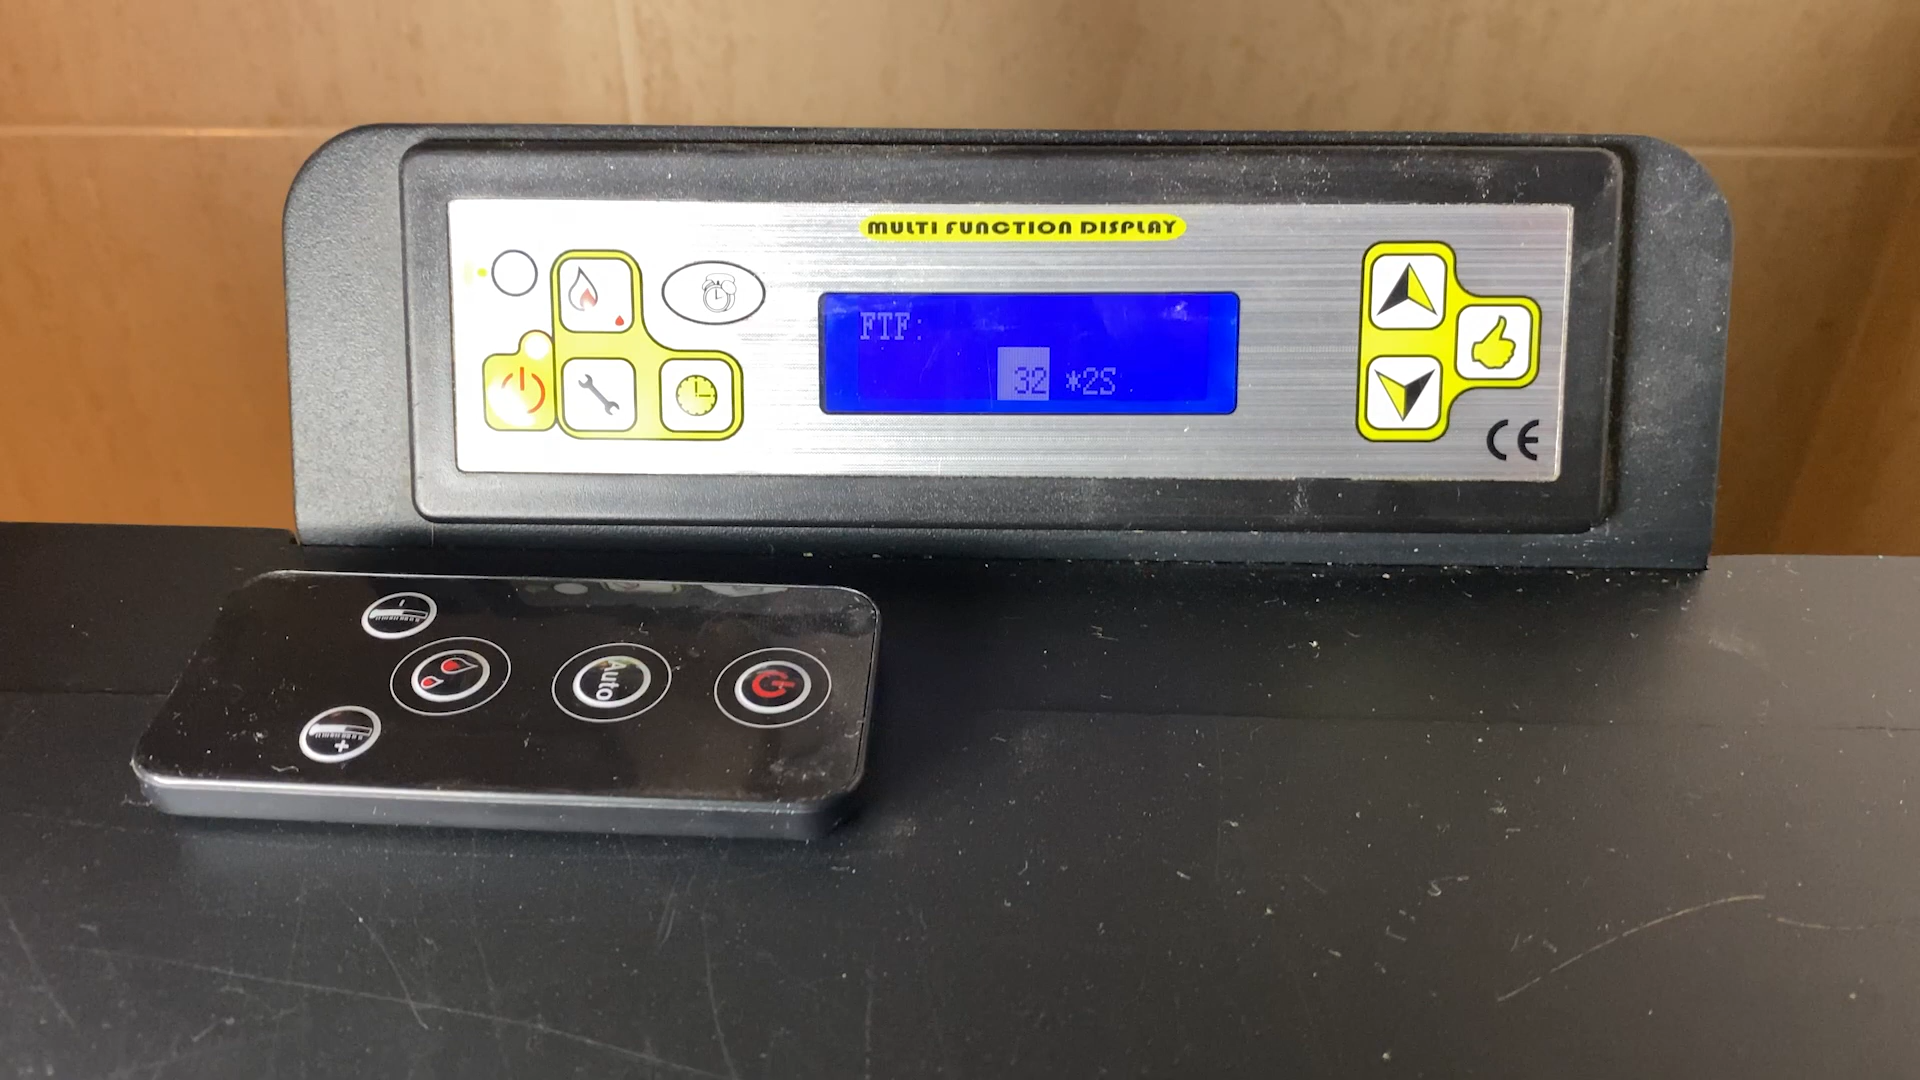 MULTI FUNCTION DISPLAY
FTF:
32 *2S
CE
Auto